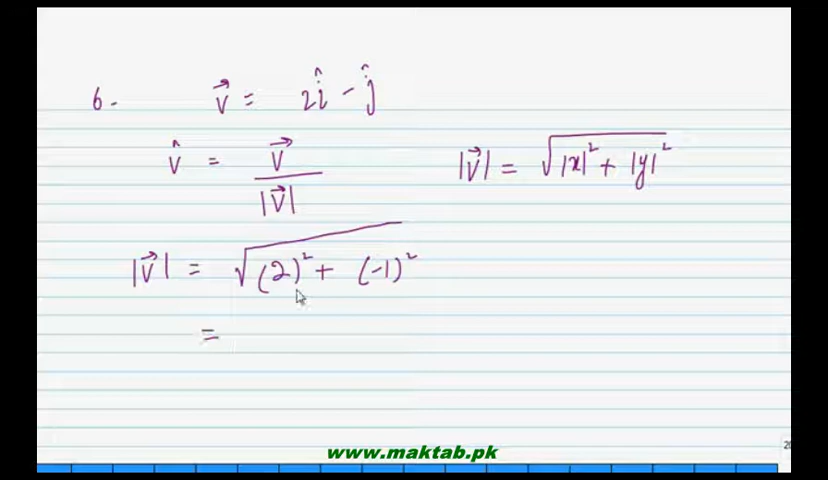 6. v⃗ = 2î - ĵ
v̂ = v⃗ / |v⃗|    |v⃗| = √(|x|² + |y|²)
|v⃗| = √((2)² + (-1)²)
=
www.maktab.pk